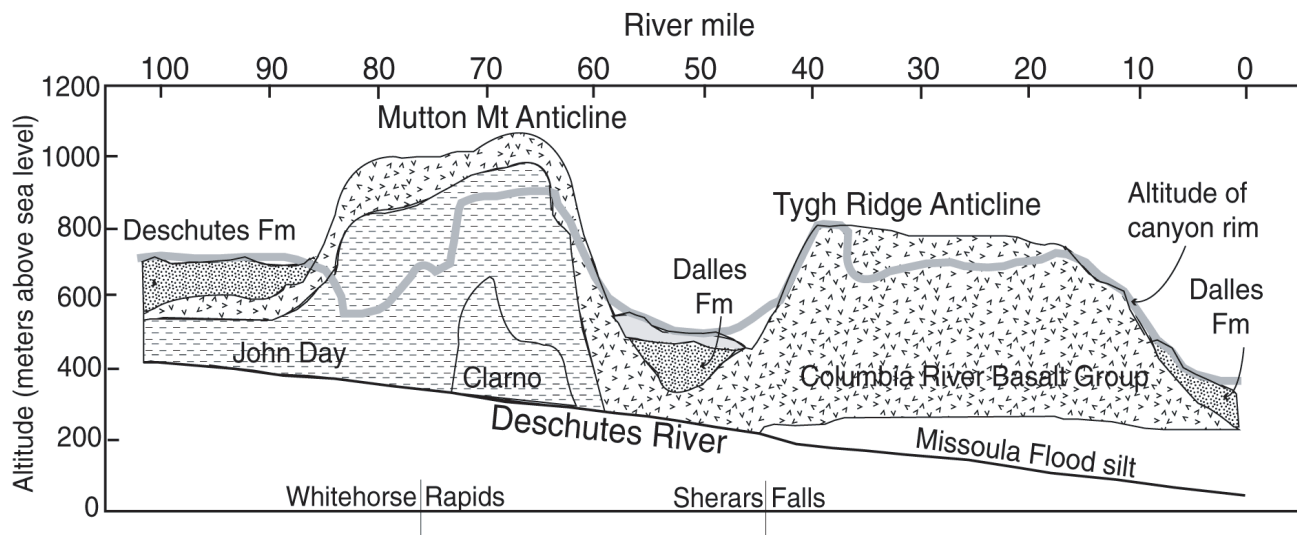 River mile
100 90 80 70 60 50 40 30 20 10 0
1200
1000
800
600
400
200
0
Altitude (meters above sea level)
Mutton Mt Anticline
Deschutes Fm
Tygh Ridge Anticline
Altitude of
canyon rim
Dalles
Fm
Dalles
Fm
John Day
Clarno
Columbia River Basalt Group
Deschutes River
Missoula Flood silt
Whitehorse Rapids
Sherars Falls